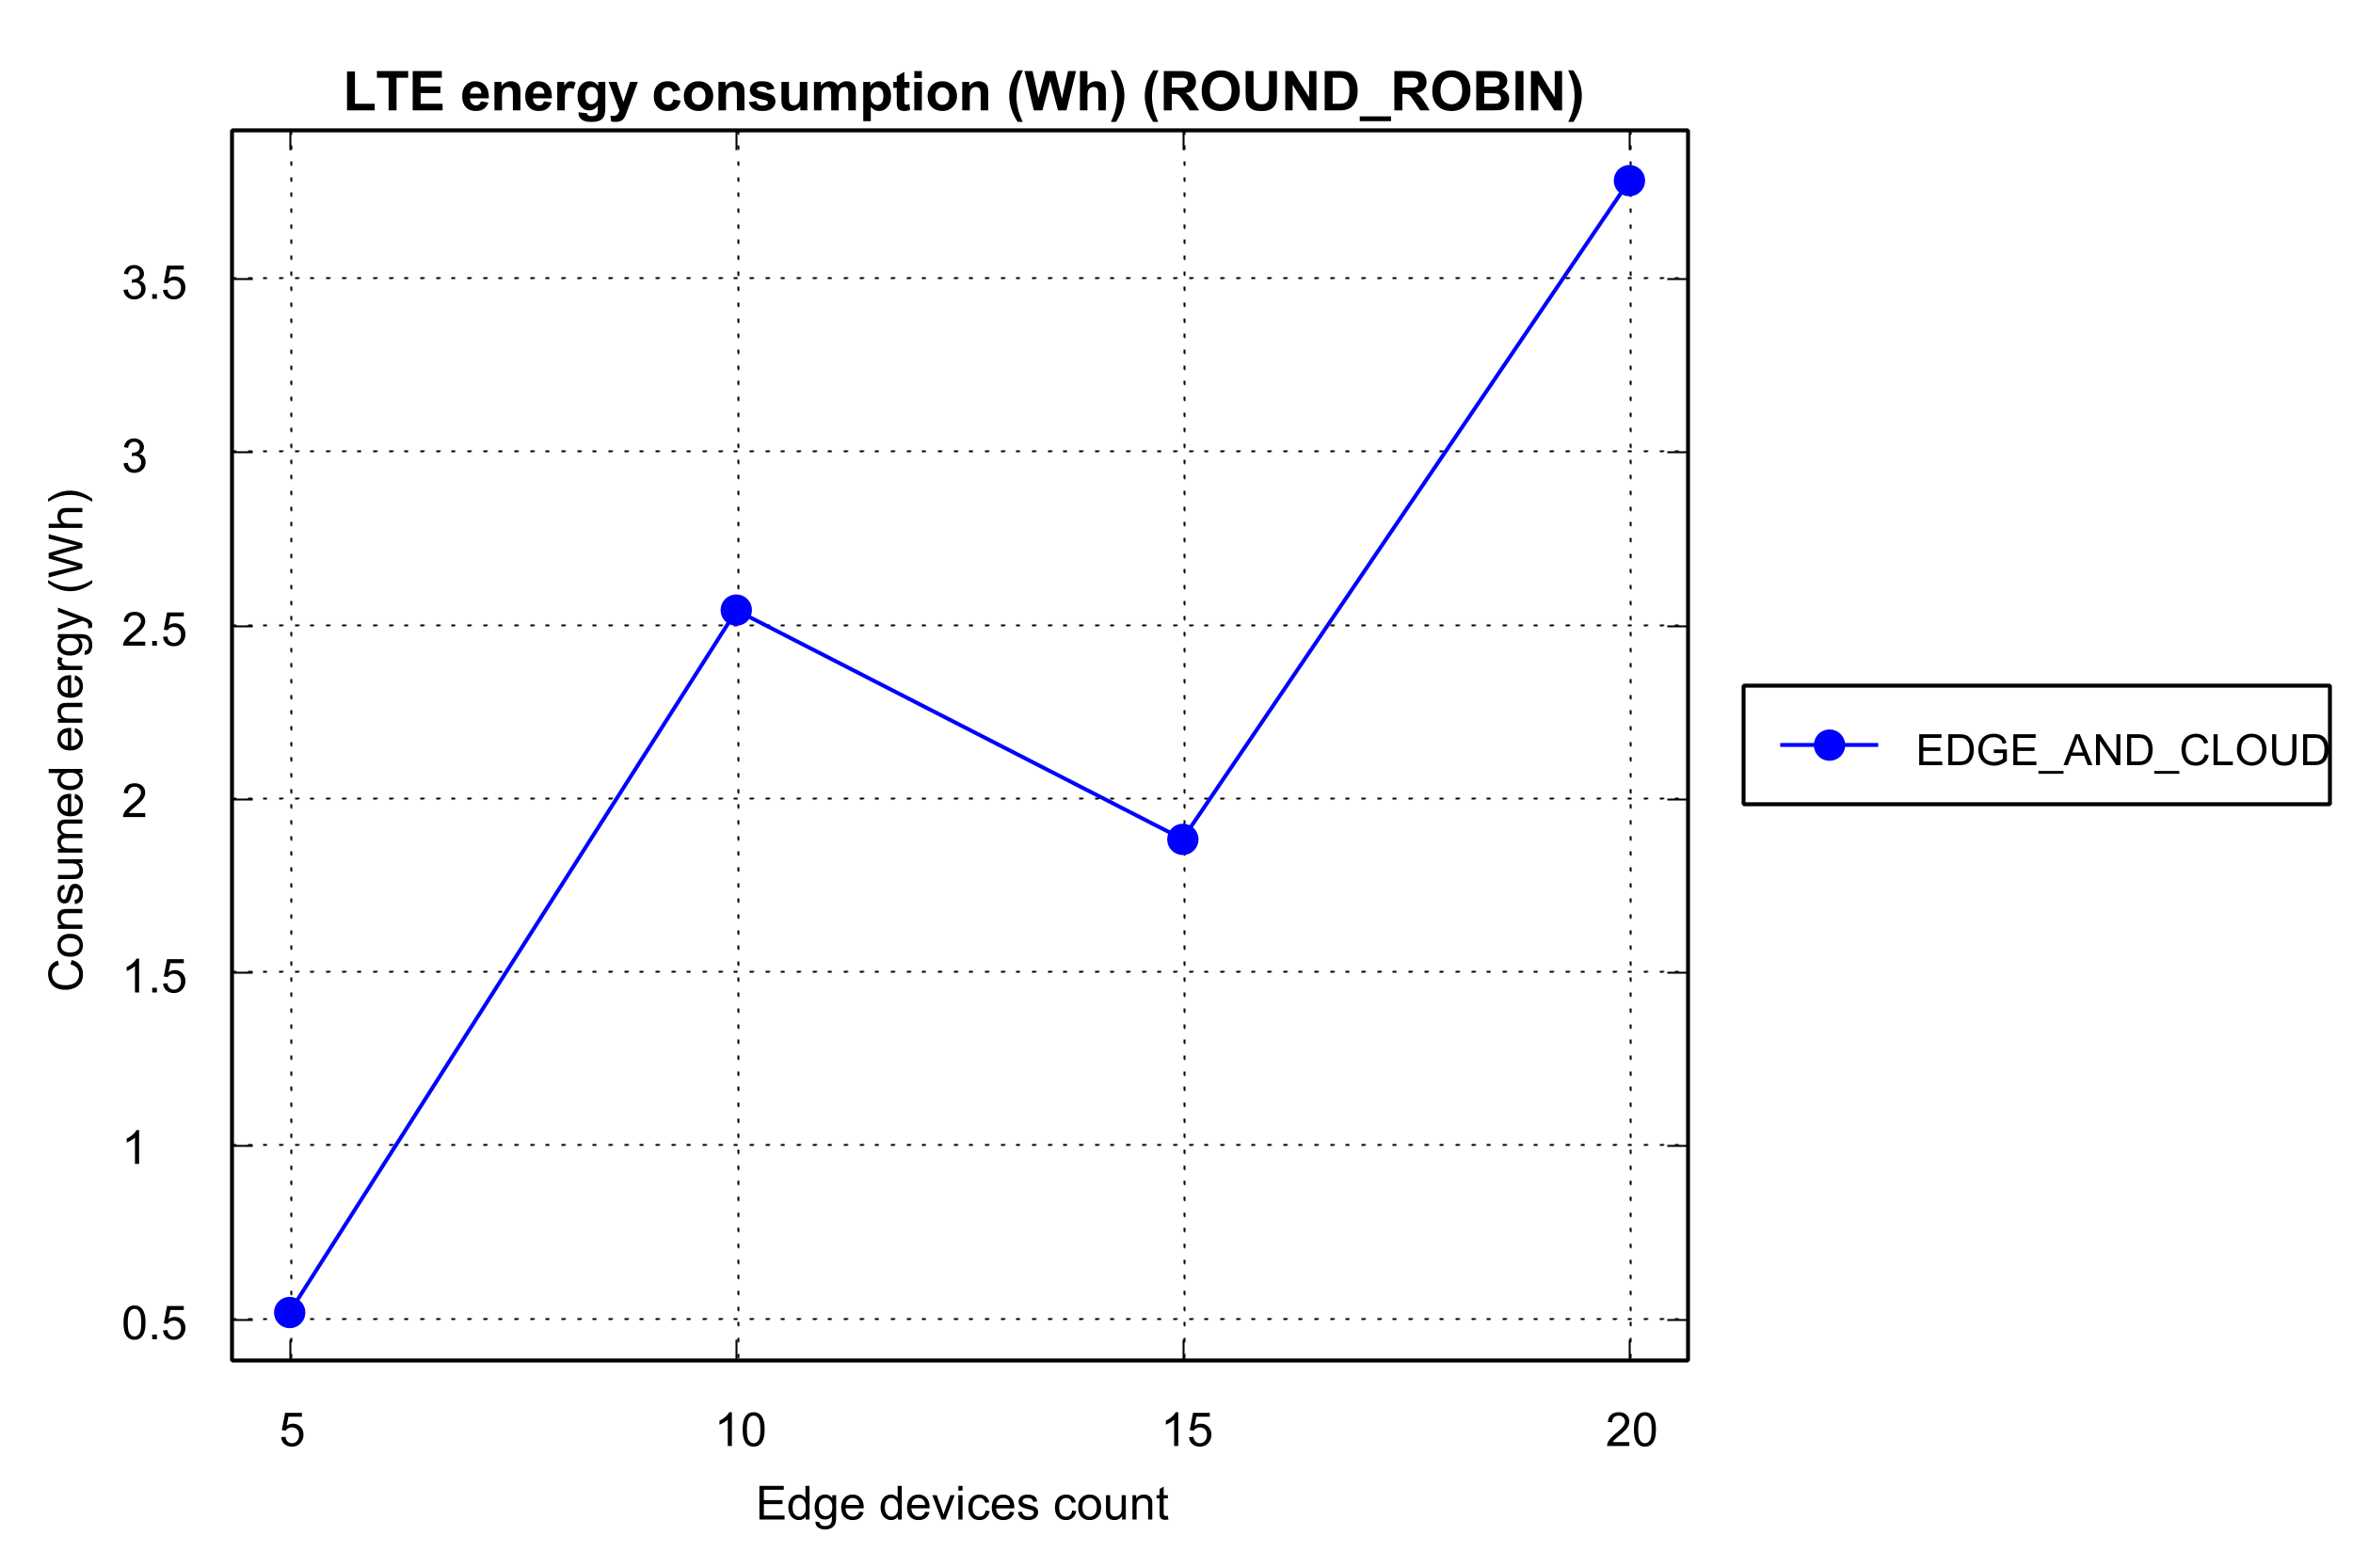 LTE energy consumption (Wh) (ROUND_ROBIN)
3.5
3
2.5
2
1.5
1
0.5
Consumed energy (Wh)
5 10 15 20
Edge devices count
EDGE_AND_CLOUD